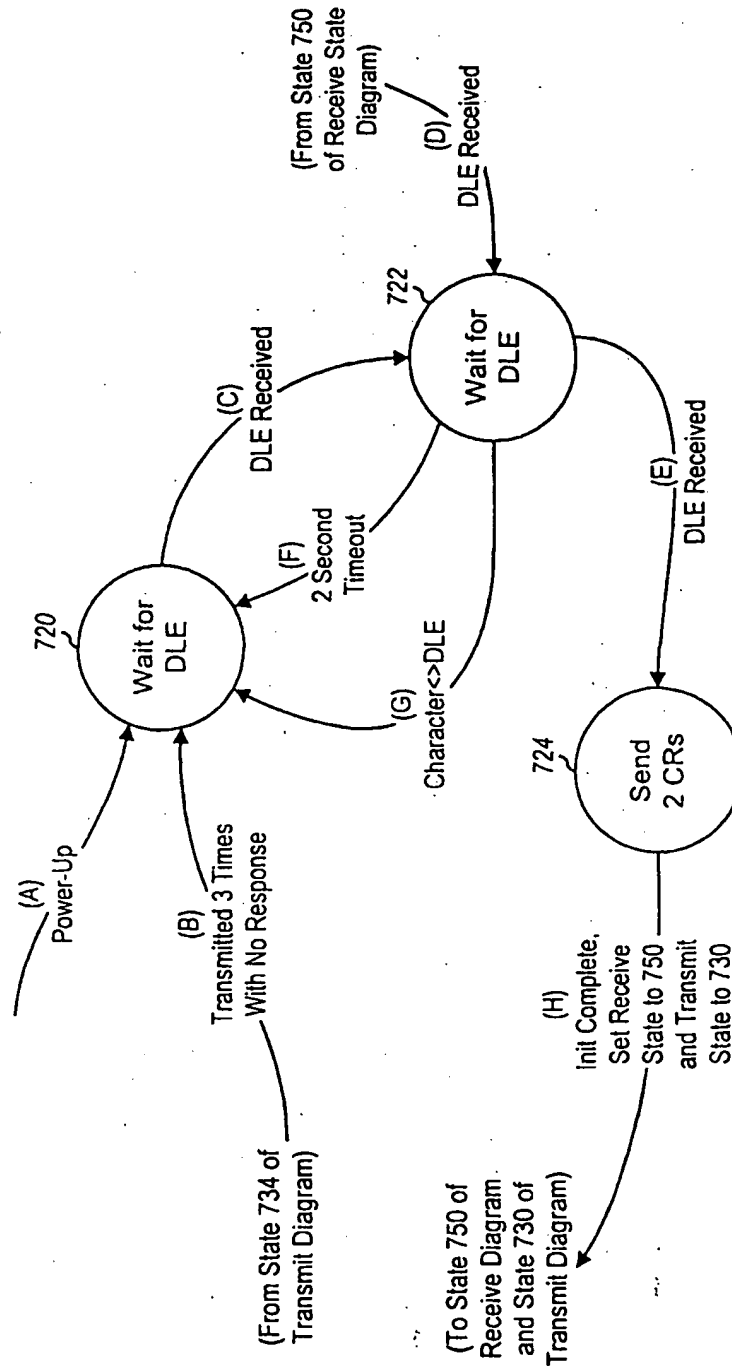 (A)
Power-Up
(B)
Transmitted 3 Times
With No Response
(From State 734 of
Transmit Diagram)
720
Wait for
DLE
(C)
DLE Received
(F)
2 Second
Timeout
(G)
Character<>DLE
722
Wait for
DLE
(From State 750
of Receive State
Diagram)
(D)
DLE Received
(E)
DLE Received
724
Send
2 CRs
(H)
Init Complete,
Set Receive
State to 750
and Transmit
State to 730
(To State 750 of
Receive Diagram
and State 730 of
Transmit Diagram)